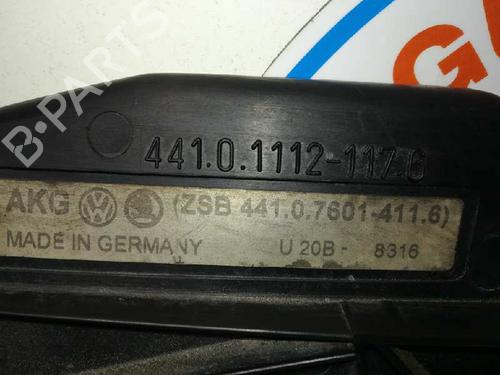 441.0.1112-117.6
AKG (ZSB 441.0.7601-411.6)
MADE IN GERMANY U 20B - 8316
B-PARTS